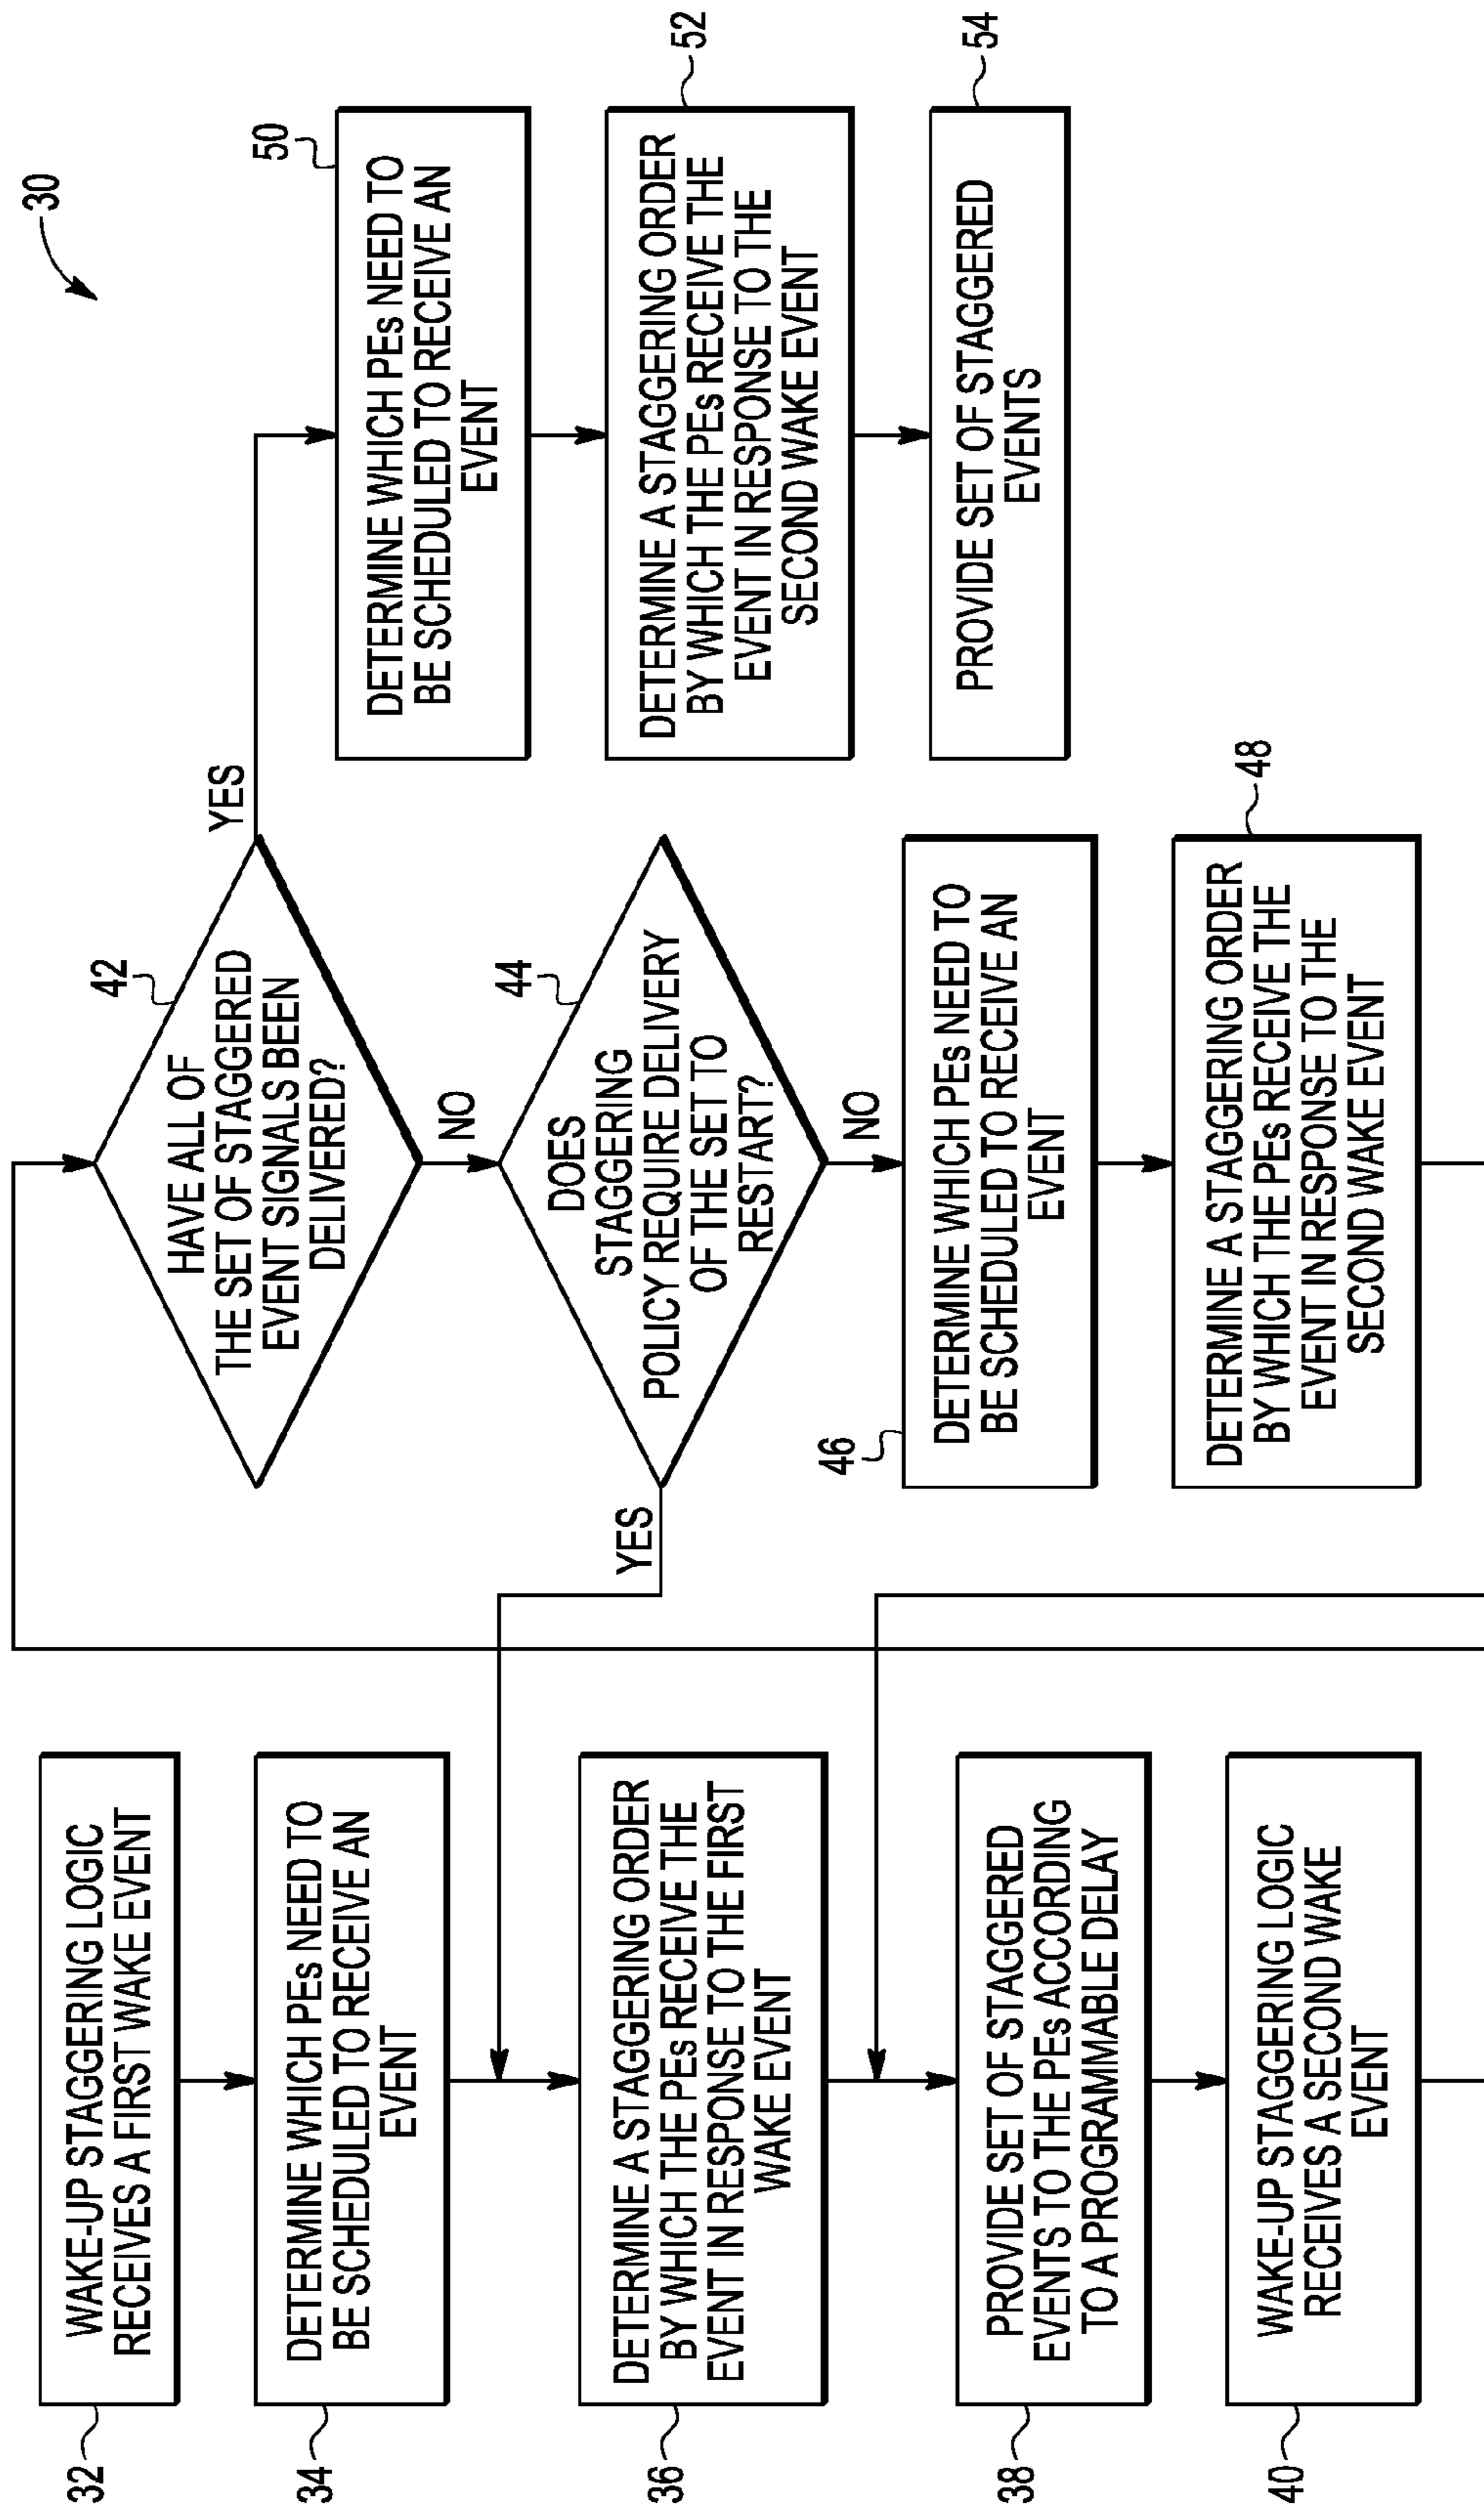 30
32
WAKE-UP STAGGERING LOGIC
RECEIVES A FIRST WAKE EVENT
34
DETERMINE WHICH PEs NEED TO
BE SCHEDULED TO RECEIVE AN
EVENT
36
DETERMINE A STAGGERING ORDER
BY WHICH THE PEs RECEIVE THE
EVENT IN RESPONSE TO THE FIRST
WAKE EVENT
38
PROVIDE SET OF STAGGERED
EVENTS TO THE PEs ACCORDING
TO A PROGRAMMABLE DELAY
40
WAKE-UP STAGGERING LOGIC
RECEIVES A SECOND WAKE
EVENT
42
HAVE ALL OF
THE SET OF STAGGERED
EVENT SIGNALS BEEN
DELIVERED?
YES
NO
44
DOES
STAGGERING
POLICY REQUIRE DELIVERY
OF THE SET TO
RESTART?
YES
NO
46
DETERMINE WHICH PEs NEED TO
BE SCHEDULED TO RECEIVE AN
EVENT
48
DETERMINE A STAGGERING ORDER
BY WHICH THE PEs RECEIVE THE
EVENT IN RESPONSE TO THE
SECOND WAKE EVENT
50
DETERMINE WHICH PEs NEED TO
BE SCHEDULED TO RECEIVE AN
EVENT
52
DETERMINE A STAGGERING ORDER
BY WHICH THE PEs RECEIVE THE
EVENT IN RESPONSE TO THE
SECOND WAKE EVENT
54
PROVIDE SET OF STAGGERED
EVENTS